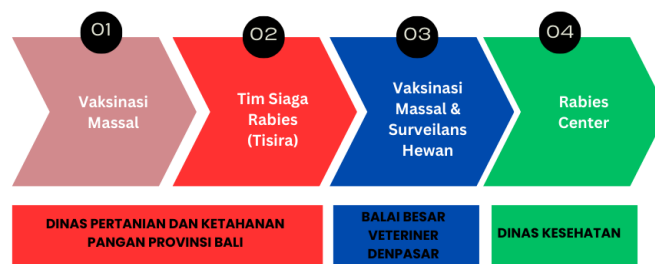 01
Vaksinasi
Massal
02
Tim Siaga
Rabies
(Tisira)
03
Vaksinasi
Massal &
Surveilans
Hewan
04
Rabies
Center
DINAS PERTANIAN DAN KETAHANAN
PANGAN PROVINSI BALI
BALAI BESAR
VETERINER
DENPASAR
DINAS KESEHATAN